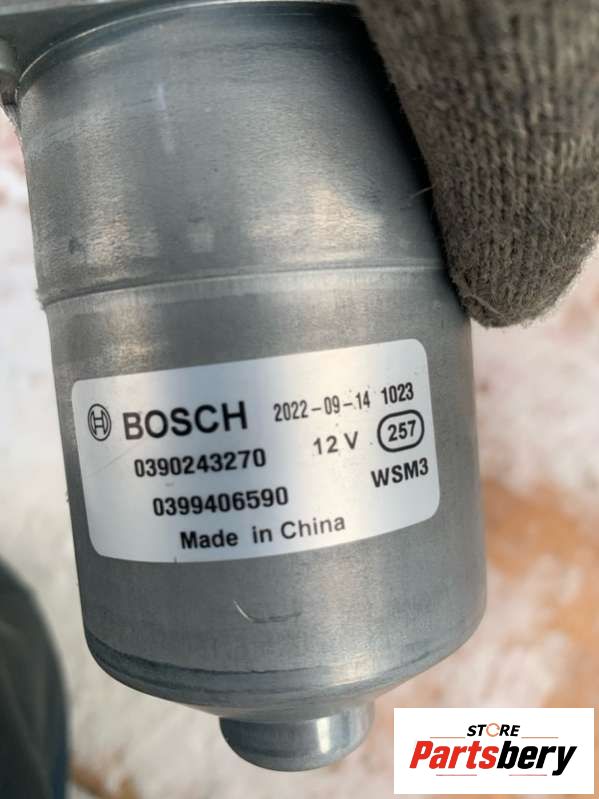 BOSCH 2022-09-14 1023
0390243270 12 V 257
0399406590 WSM3
Made in China
STORE
Partsbery